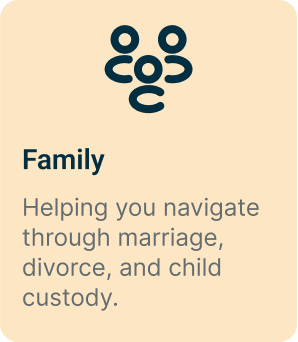 Family
Helping you navigate
through marriage,
divorce, and child
custody.